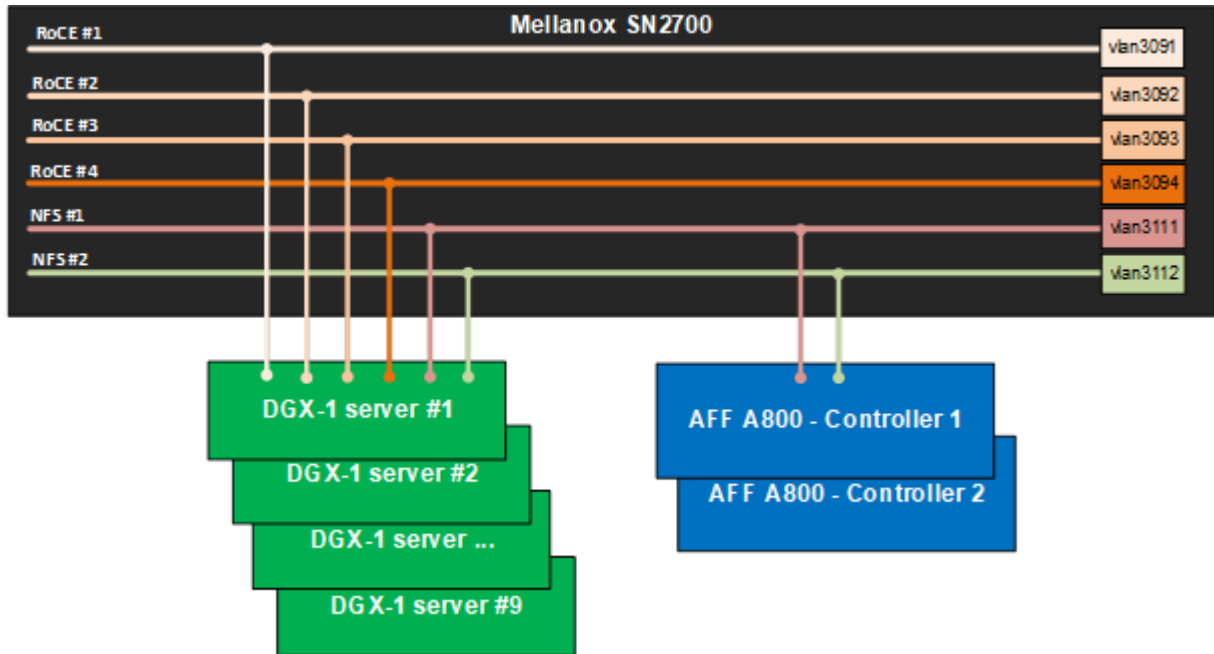 Mellanox SN2700
RoCE #1
vlan3091
RoCE #2
vlan3092
RoCE #3
vlan3093
RoCE #4
vlan3094
NFS #1
vlan3111
NFS #2
vlan3112
DGX-1 server #1
DGX-1 server #2
DGX-1 server ...
DGX-1 server #9
AFF A800 - Controller 1
AFF A800 - Controller 2